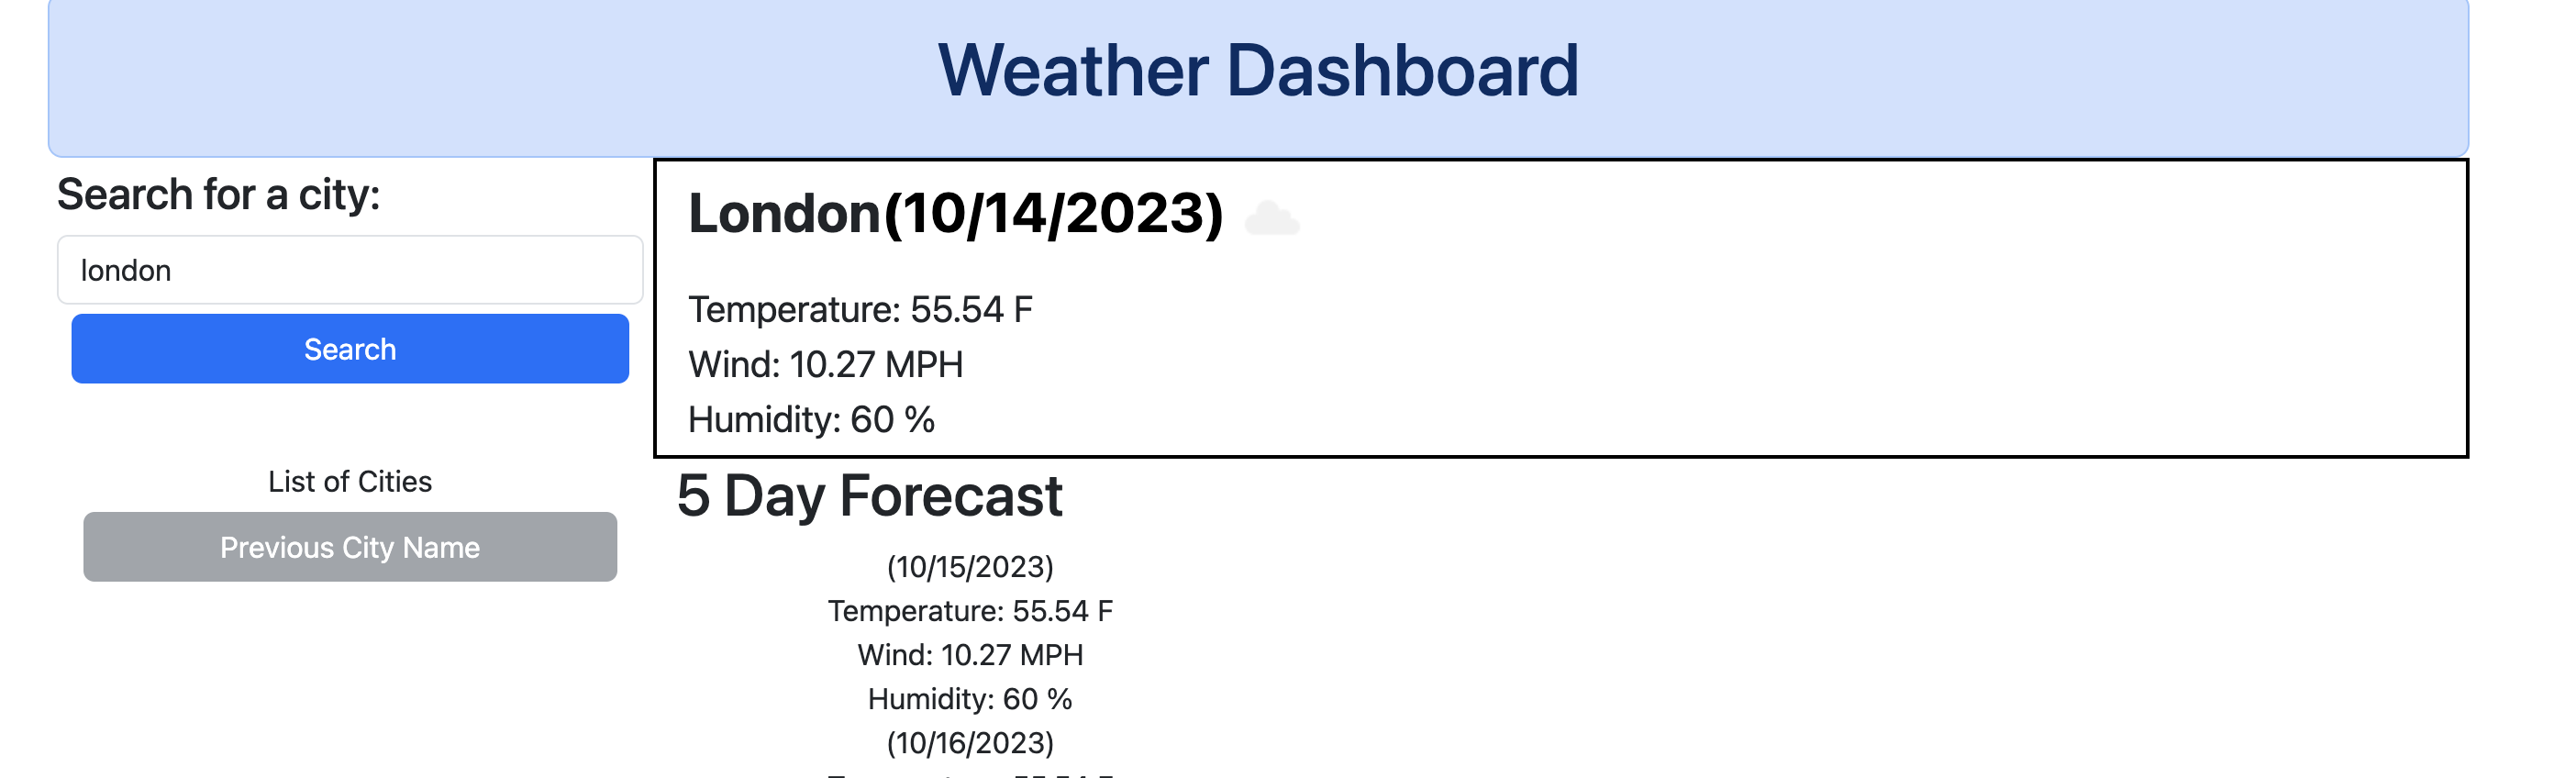 Weather Dashboard
Search for a city:
london
Search
List of Cities
Previous City Name
London(10/14/2023)
Temperature: 55.54 F
Wind: 10.27 MPH
Humidity: 60 %
5 Day Forecast
(10/15/2023)
Temperature: 55.54 F
Wind: 10.27 MPH
Humidity: 60 %
(10/16/2023)